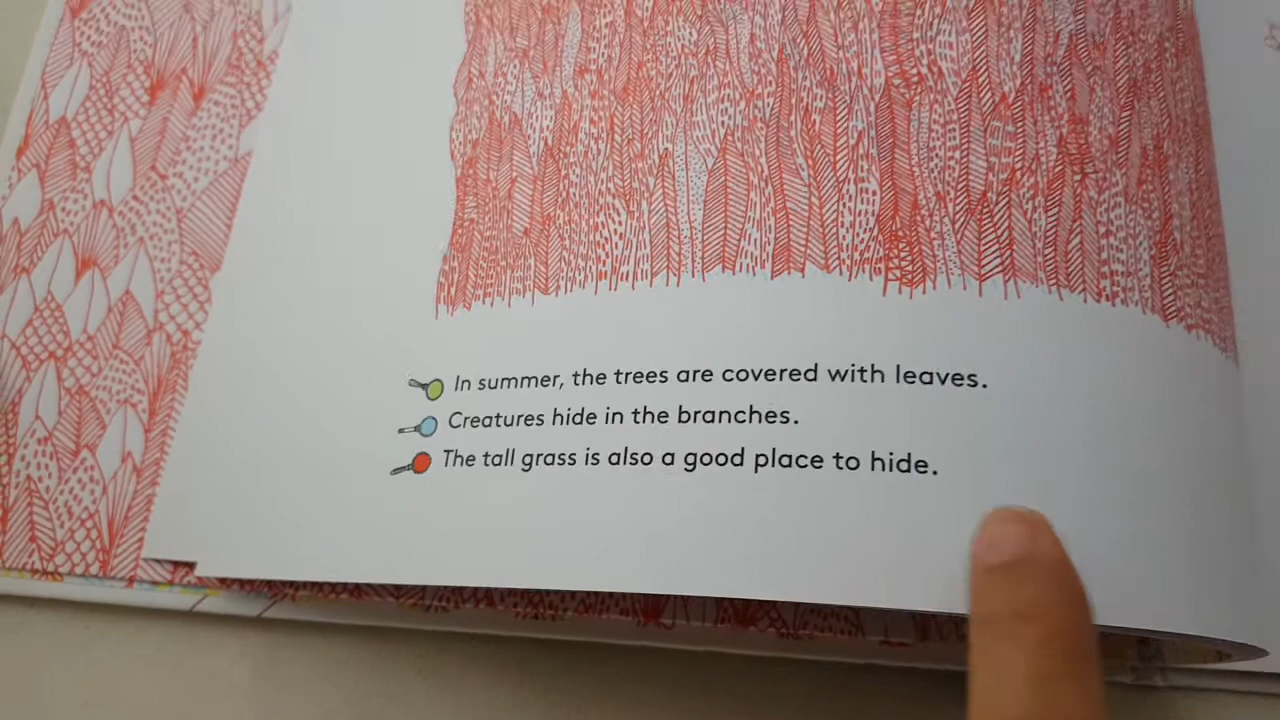 In summer, the trees are covered with leaves.
Creatures hide in the branches.
The tall grass is also a good place to hide.